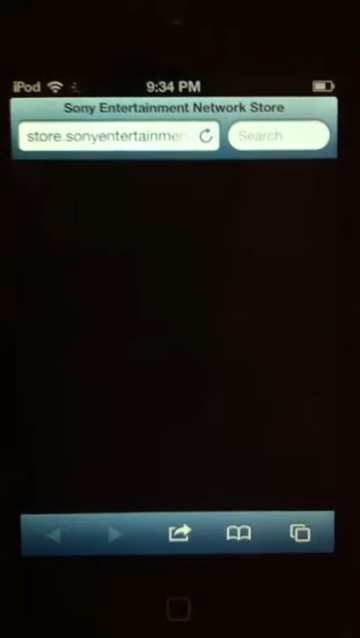 iPod 9:34 PM
Sony Entertainment Network Store
store.sonyentertainmen Search